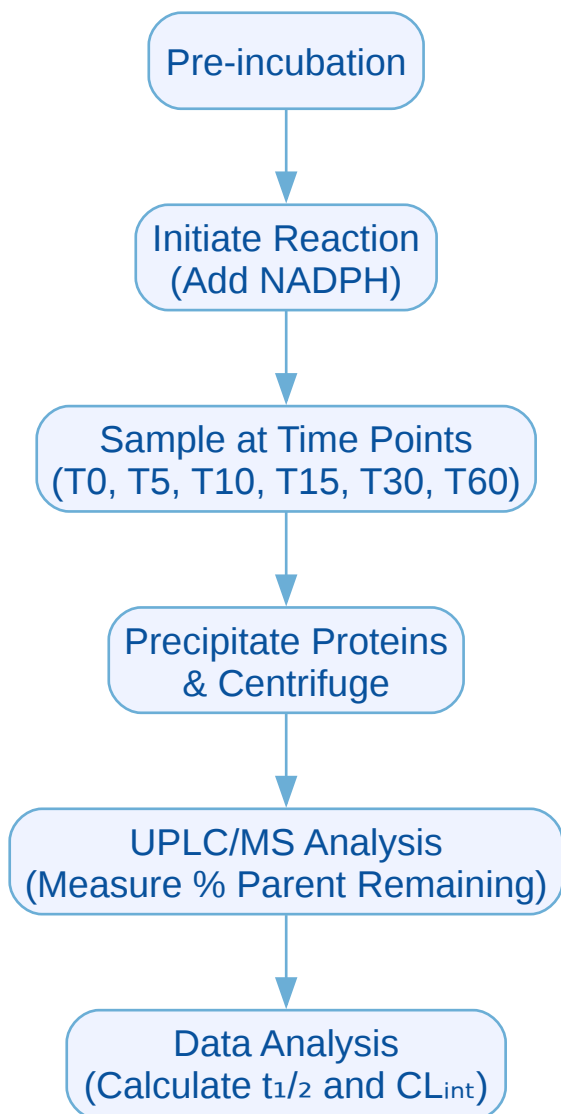 Pre-incubation
Initiate Reaction
(Add NADPH)
Sample at Time Points
(T0, T5, T10, T15, T30, T60)
Precipitate Proteins
& Centrifuge
UPLC/MS Analysis
(Measure % Parent Remaining)
Data Analysis
(Calculate t₁/₂ and CLᵢₙₜ)